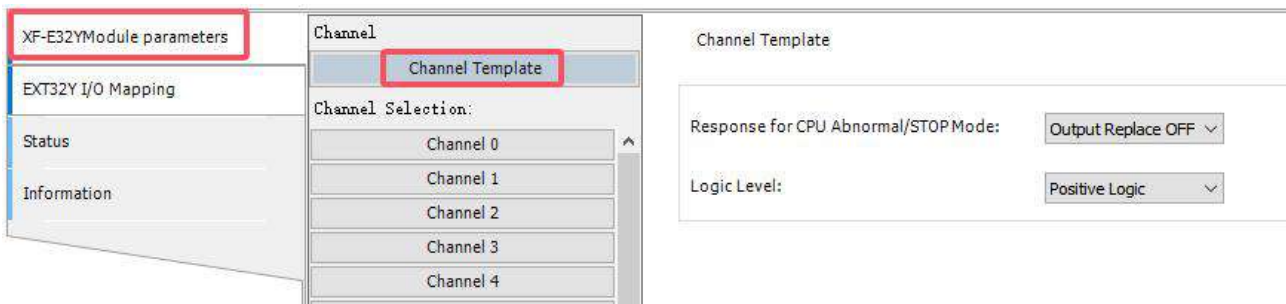 XF-E32YModule parameters
EXT32Y I/O Mapping
Status
Information
Channel
Channel Template
Channel Selection:
Channel 0
Channel 1
Channel 2
Channel 3
Channel 4
Channel Template
Response for CPU Abnormal/STOP Mode:
Output Replace OFF
Logic Level:
Positive Logic